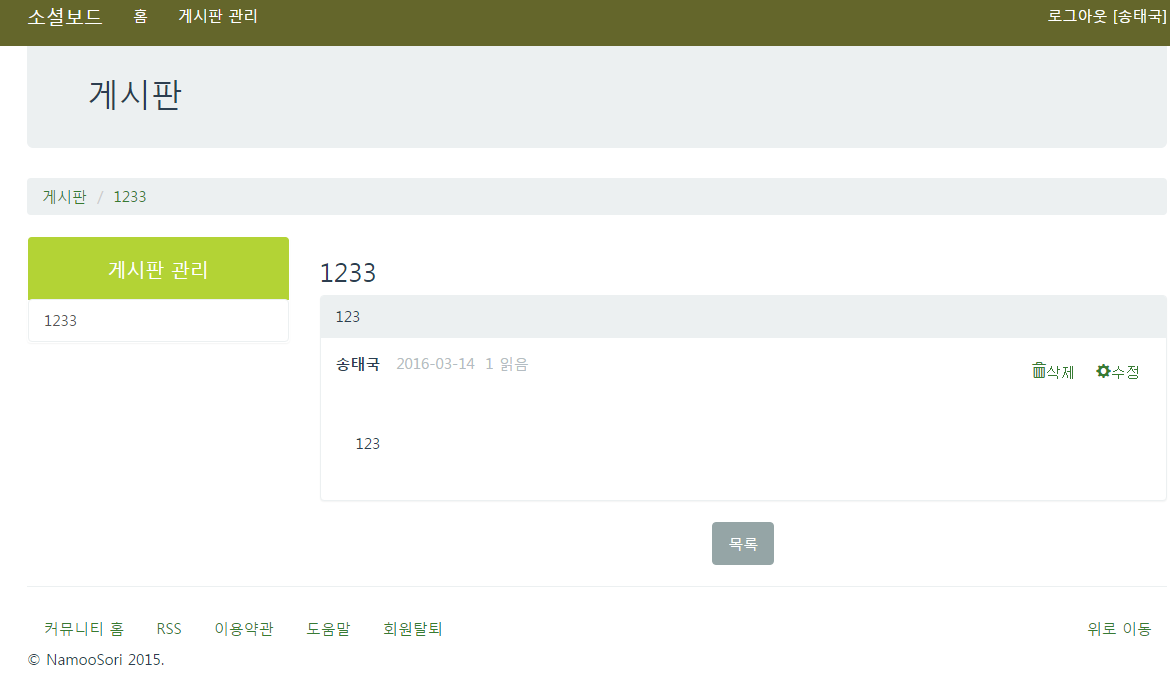 소셜보드 홈 게시판 관리 로그아웃 [송태국]
게시판
게시판 / 1233
게시판 관리
1233
1233
123
송태국 2016-03-14 1 읽음 삭제 수정
123
목록
커뮤니티 홈 RSS 이용약관 도움말 회원탈퇴 위로 이동
© NamooSori 2015.